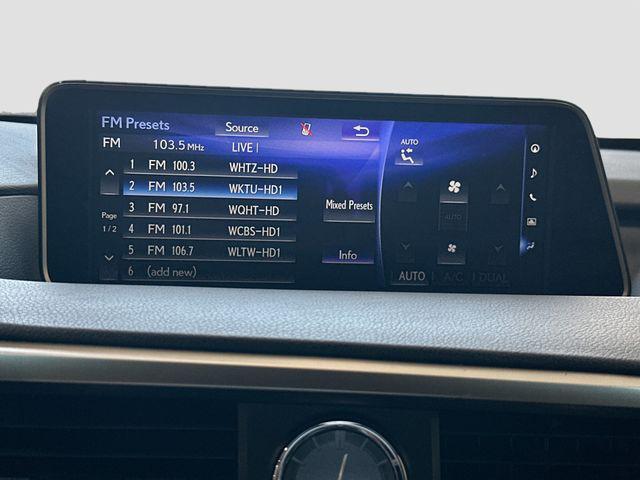 FM Presets Source
FM 103.5 MHz LIVE AUTO
1 FM 100.3 WHTZ-HD
2 FM 103.5 WKTU-HD1
3 FM 97.1 WQHT-HD Mixed Presets AUTO
Page
1/2
4 FM 101.1 WCBS-HD1
5 FM 106.7 WLTW-HD1 Info
6 (add new) AUTO A/C DUAL